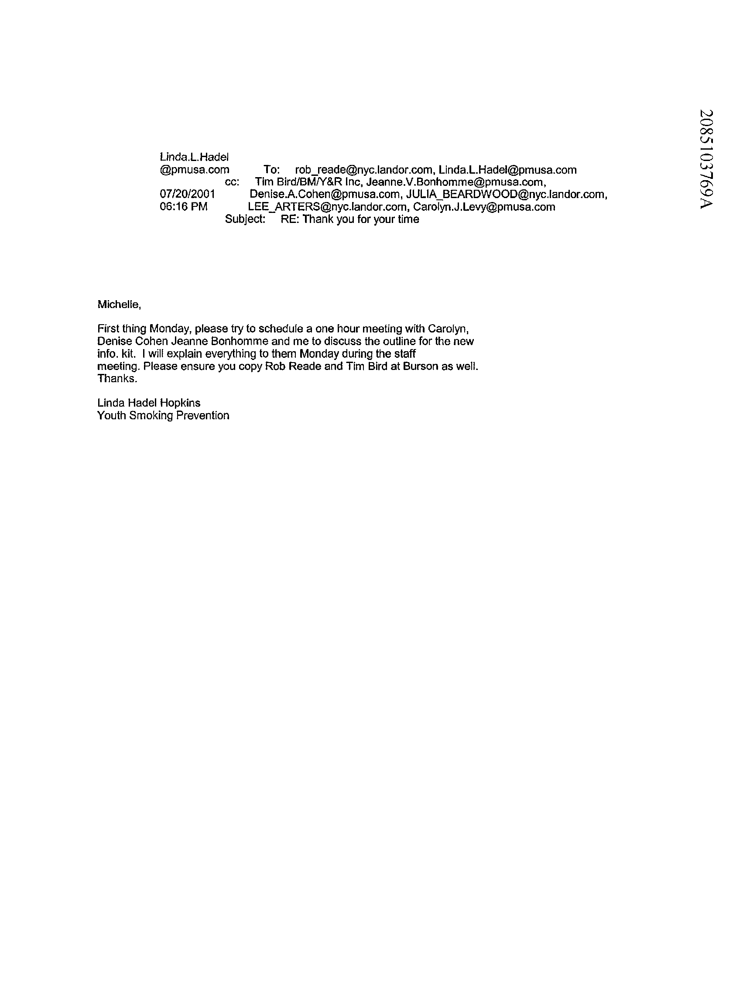 Linda.L.Hadel
@pmusa.com To: rob_reade@nyc.landor.com, Linda.L.Hadel@pmusa.com
cc: Tim Bird/BM/Y&R Inc, Jeanne.V.Bonhomme@pmusa.com,
07/20/2001 Denise.A.Cohen@pmusa.com, JULIA_BEARDWOOD@nyc.landor.com,
06:16 PM LEE_ARTERS@nyc.landor.com, Carolyn.J.Levy@pmusa.com
Subject: RE: Thank you for your time
Michelle,
First thing Monday, please try to schedule a one hour meeting with Carolyn,
Denise Cohen Jeanne Bonhomme and me to discuss the outline for the new
info. kit. I will explain everything to them Monday during the staff
meeting. Please ensure you copy Rob Reade and Tim Bird at Burson as well.
Thanks.
Linda Hadel Hopkins
Youth Smoking Prevention
2085103769A